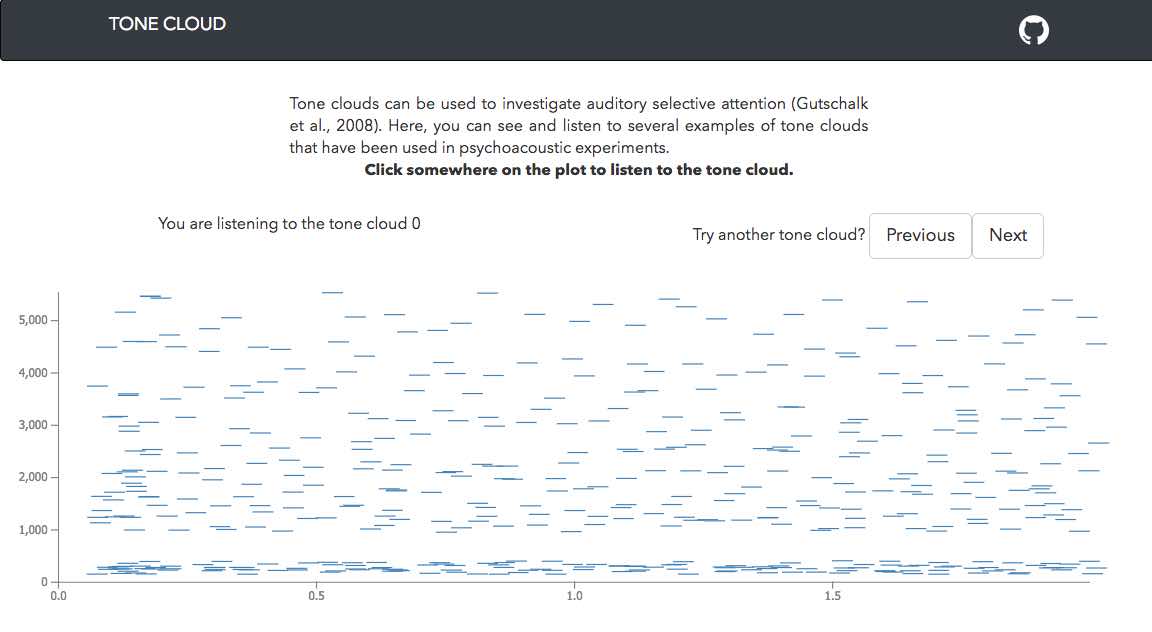 TONE CLOUD
Tone clouds can be used to investigate auditory selective attention (Gutschalk
et al., 2008). Here, you can see and listen to several examples of tone clouds
that have been used in psychoacoustic experiments.
Click somewhere on the plot to listen to the tone cloud.
You are listening to the tone cloud 0
Try another tone cloud? Previous Next
5,000
4,000
3,000
2,000
1,000
0
0.0 0.5 1.0 1.5